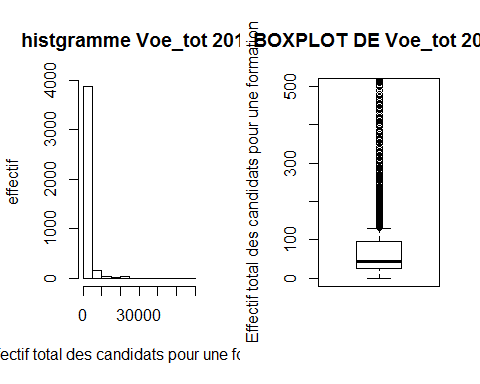 histgramme Voe_tot 201
effectif
0 1000 2000 3000 4000
0 30000
fectif total des candidats pour une fo
BOXPLOT DE Voe_tot 20
Effectif total des candidats pour une formation
0 100 300 500